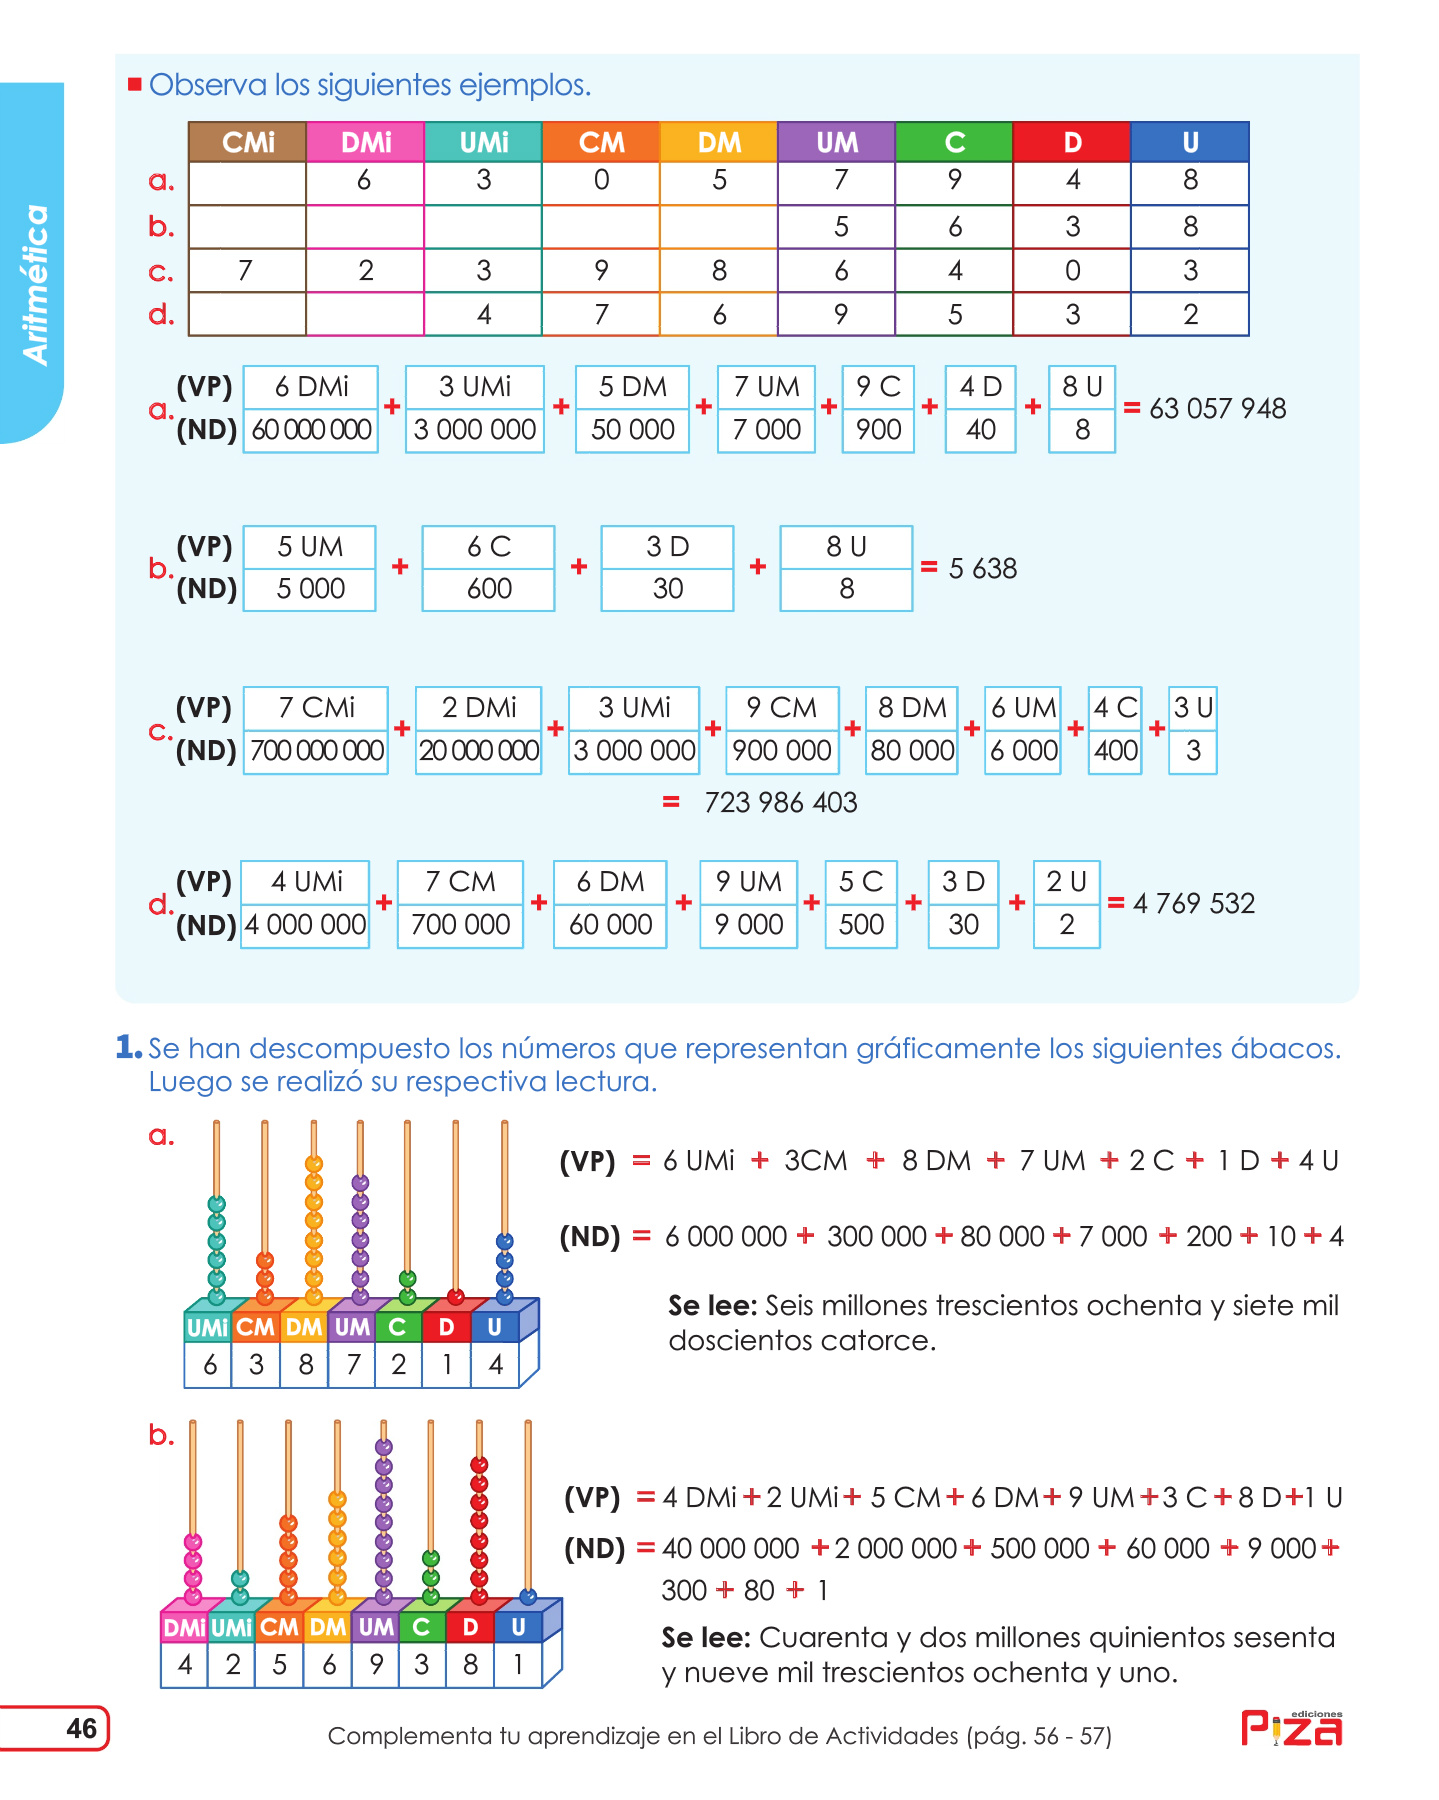 Aritmética
Observa los siguientes ejemplos.
CMi DMi UMi CM DM UM C D U
a. 6 3 0 5 7 9 4 8
b. 5 6 3 8
c. 7 2 3 9 8 6 4 0 3
d. 4 7 6 9 5 3 2
(VP) 6 DMi 3 UMi 5 DM 7 UM 9 C 4 D 8 U
a. + + + + + + = 63 057 948
(ND) 60 000 000 3 000 000 50 000 7 000 900 40 8
(VP) 5 UM 6 C 3 D 8 U
b. + + + = 5 638
(ND) 5 000 600 30 8
(VP) 7 CMi 2 DMi 3 UMi 9 CM 8 DM 6 UM 4 C 3 U
c. + + + + + + +
(ND) 700 000 000 20 000 000 3 000 000 900 000 80 000 6 000 400 3
= 723 986 403
(VP) 4 UMi 7 CM 6 DM 9 UM 5 C 3 D 2 U
d. + + + + + + = 4 769 532
(ND) 4 000 000 700 000 60 000 9 000 500 30 2
1. Se han descompuesto los números que representan gráficamente los siguientes ábacos.
Luego se realizó su respectiva lectura.
a.
UMi CM DM UM C D U
6 3 8 7 2 1 4
(VP) = 6 UMi + 3CM + 8 DM + 7 UM + 2 C + 1 D + 4 U
(ND) = 6 000 000 + 300 000 + 80 000 + 7 000 + 200 + 10 + 4
Se lee: Seis millones trescientos ochenta y siete mil
doscientos catorce.
b.
DMi UMi CM DM UM C D U
4 2 5 6 9 3 8 1
(VP) = 4 DMi + 2 UMi + 5 CM + 6 DM + 9 UM + 3 C + 8 D + 1 U
(ND) = 40 000 000 + 2 000 000 + 500 000 + 60 000 + 9 000 +
300 + 80 + 1
Se lee: Cuarenta y dos millones quinientos sesenta
y nueve mil trescientos ochenta y uno.
46
Complementa tu aprendizaje en el Libro de Actividades (pág. 56 - 57)
ediciones
Piza